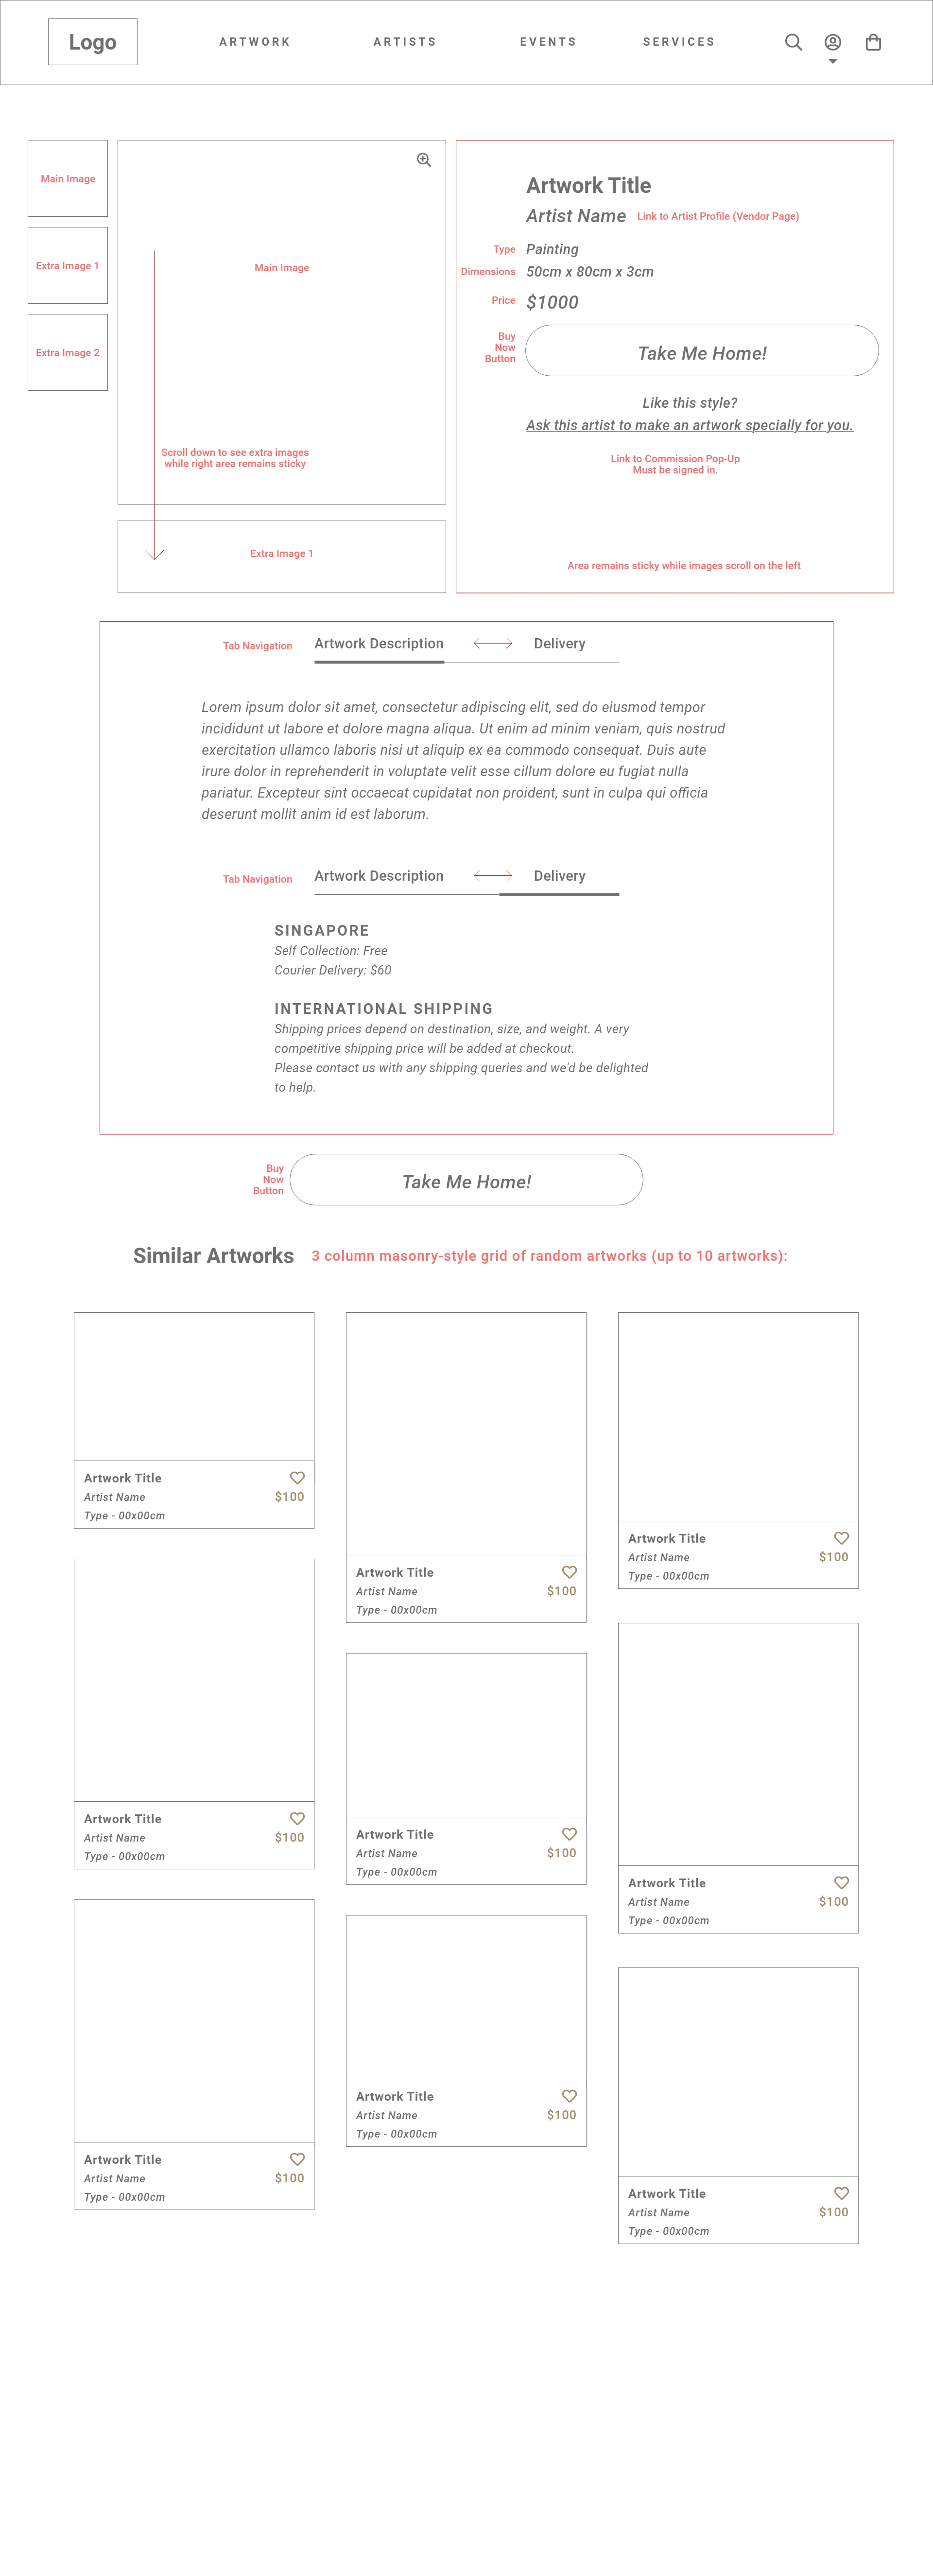 Logo
ARTWORK
ARTISTS
EVENTS
SERVICES
Main Image
Extra Image 1
Extra Image 2
Main Image
Scroll down to see extra images
while right area remains sticky
Extra Image 1
Artwork Title
Artist Name Link to Artist Profile (Vendor Page)
Type Painting
Dimensions 50cm x 80cm x 3cm
Price $1000
Buy
Now
Button
Take Me Home!
Like this style?
Ask this artist to make an artwork specially for you.
Link to Commission Pop-Up
Must be signed in.
Area remains sticky while images scroll on the left
Tab Navigation Artwork Description Delivery
Lorem ipsum dolor sit amet, consectetur adipiscing elit, sed do eiusmod tempor
incididunt ut labore et dolore magna aliqua. Ut enim ad minim veniam, quis nostrud
exercitation ullamco laboris nisi ut aliquip ex ea commodo consequat. Duis aute
irure dolor in reprehenderit in voluptate velit esse cillum dolore eu fugiat nulla
pariatur. Excepteur sint occaecat cupidatat non proident, sunt in culpa qui officia
deserunt mollit anim id est laborum.
Tab Navigation Artwork Description Delivery
SINGAPORE
Self Collection: Free
Courier Delivery: $60
INTERNATIONAL SHIPPING
Shipping prices depend on destination, size, and weight. A very
competitive shipping price will be added at checkout.
Please contact us with any shipping queries and we'd be delighted
to help.
Buy
Now
Button
Take Me Home!
Similar Artworks 3 column masonry-style grid of random artworks (up to 10 artworks):
Artwork Title
Artist Name $100
Type - 00x00cm
Artwork Title
Artist Name $100
Type - 00x00cm
Artwork Title
Artist Name $100
Type - 00x00cm
Artwork Title
Artist Name $100
Type - 00x00cm
Artwork Title
Artist Name $100
Type - 00x00cm
Artwork Title
Artist Name $100
Type - 00x00cm
Artwork Title
Artist Name $100
Type - 00x00cm
Artwork Title
Artist Name $100
Type - 00x00cm
Artwork Title
Artist Name $100
Type - 00x00cm